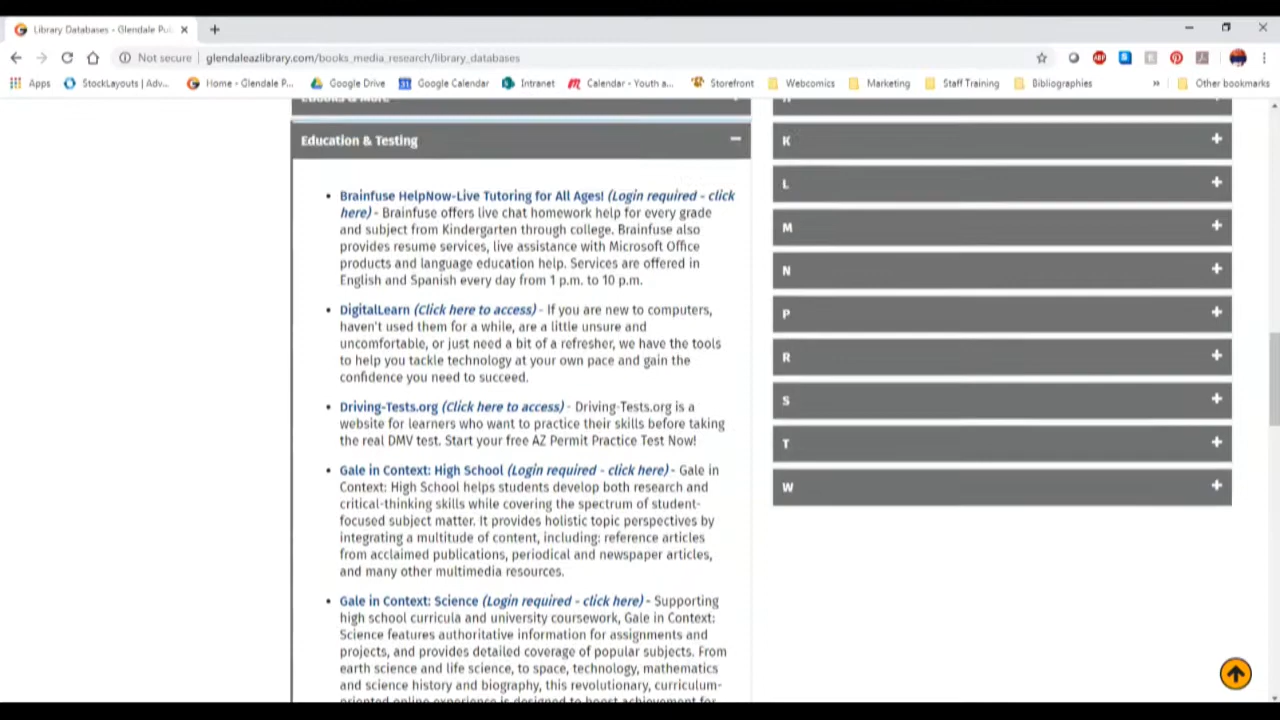 Library Databases - Glendale Pu
Not secure | glendaleazlibrary.com/books_media_research/library_databases
Apps StockLayouts | Adv... Home - Glendale P... Google Drive Google Calendar Intranet Calendar - Youth a... Storefront Webcomics Marketing Staff Training Bibliographies » Other bookmarks
Education & Testing
Brainfuse HelpNow-Live Tutoring for All Ages! (Login required - click
here) - Brainfuse offers live chat homework help for every grade
and subject from Kindergarten through college. Brainfuse also
provides resume services, live assistance with Microsoft Office
products and language education help. Services are offered in
English and Spanish every day from 1 p.m. to 10 p.m.
DigitalLearn (Click here to access) - If you are new to computers,
haven't used them for a while, are a little unsure and
uncomfortable, or just need a bit of a refresher, we have the tools
to help you tackle technology at your own pace and gain the
confidence you need to succeed.
Driving-Tests.org (Click here to access) - Driving-Tests.org is a
website for learners who want to practice their skills before taking
the real DMV test. Start your free AZ Permit Practice Test Now!
Gale in Context: High School (Login required - click here) - Gale in
Context: High School helps students develop both research and
critical-thinking skills while covering the spectrum of student-
focused subject matter. It provides holistic topic perspectives by
integrating a multitude of content, including: reference articles
from acclaimed publications, periodical and newspaper articles,
and many other multimedia resources.
Gale in Context: Science (Login required - click here) - Supporting
high school curricula and university coursework, Gale in Context:
Science features authoritative information for assignments and
projects, and provides detailed coverage of popular subjects. From
earth science and life science, to space, technology, mathematics
and science history and biography, this revolutionary, curriculum-
oriented online experience is designed to boost achievement for
K
L
M
N
P
R
S
T
W